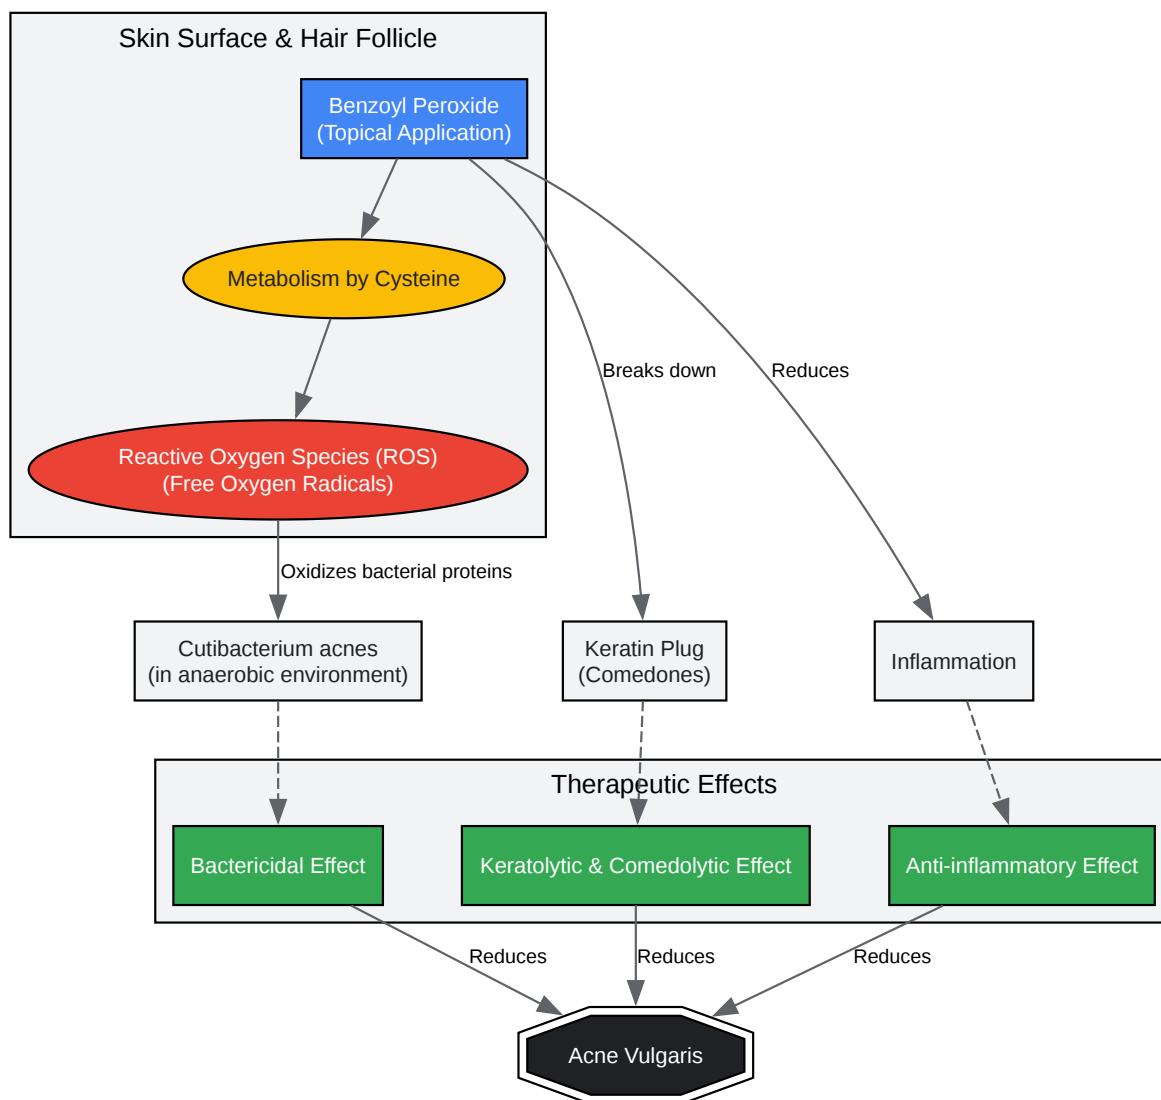 Skin Surface & Hair Follicle
Benzoyl Peroxide
(Topical Application)
Metabolism by Cysteine
Breaks down
Reduces
Reactive Oxygen Species (ROS)
(Free Oxygen Radicals)
Oxidizes bacterial proteins
Cutibacterium acnes
(in anaerobic environment)
Keratin Plug
(Comedones)
Inflammation
Therapeutic Effects
Bactericidal Effect
Keratolytic & Comedolytic Effect
Anti-inflammatory Effect
Reduces
Reduces
Reduces
Acne Vulgaris